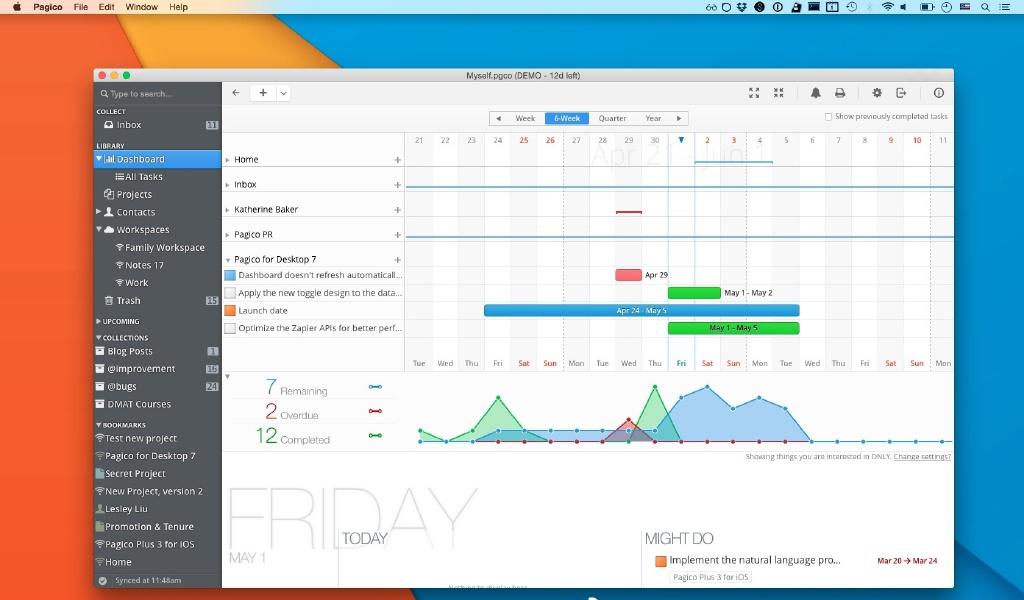 Pagico File Edit Window Help
Myself.pgco (DEMO - 12d left)
Type to search...
COLLECT
Inbox 11
LIBRARY
Dashboard
All Tasks
Projects
Contacts
Workspaces
Family Workspace
Notes 17
Work
Trash 15
UPCOMING
COLLECTIONS
Blog Posts 1
@improvement 16
@bugs 24
DMAT Courses
BOOKMARKS
Test new project
Pagico for Desktop 7
Secret Project
New Project, version 2
Lesley Liu
Promotion & Tenure
Pagico Plus 3 for iOS
Home
Synced at 11:48am
Week 6-Week Quarter Year
Show previously completed tasks
21 22 23 24 25 26 27 28 29 30 2 3 4 5 6 7 8 9 10 11
Home
Inbox
Katherine Baker
Pagico PR
Pagico for Desktop 7
Dashboard doesn't refresh automaticall... Apr 29
Apply the new toggle design to the data... May 1 - May 2
Launch date Apr 24 - May 5
Optimize the Zapier APIs for better perf... May 1 - May 5
Tue Wed Thu Fri Sat Sun Mon Tue Wed Thu Fri Sat Sun Mon Tue Wed Thu Fri Sat Sun Mon
7 Remaining
2 Overdue
12 Completed
Showing things you are interested in ONLY. Change settings?
FRIDAY
MAY 1
TODAY
MIGHT DO
Implement the natural language pro... Mar 20 → Mar 24
Pagico Plus 3 for iOS